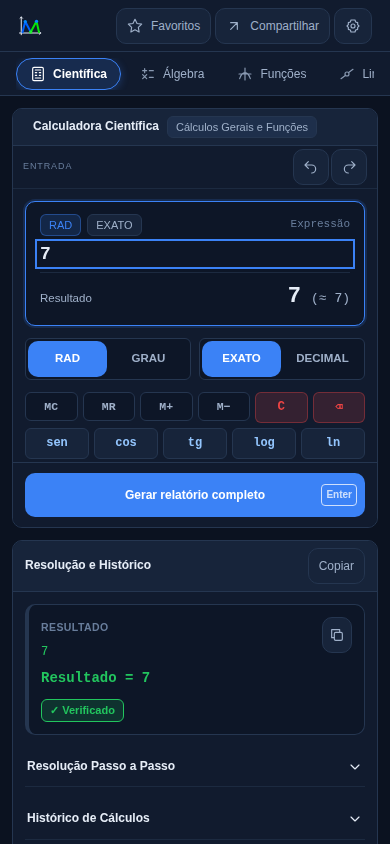 Favoritos
Compartilhar
Científica
Álgebra
Funções
Calculadora Científica
Cálculos Gerais e Funções
ENTRADA
RAD
EXATO
Expressão
7
Resultado
7 (≈ 7)
RAD
GRAU
EXATO
DECIMAL
MC
MR
M+
M−
C
⌫
sen
cos
tg
log
ln
Gerar relatório completo
Enter
Resolução e Histórico
Copiar
RESULTADO
7
Resultado = 7
✓ Verificado
Resolução Passo a Passo
Histórico de Cálculos